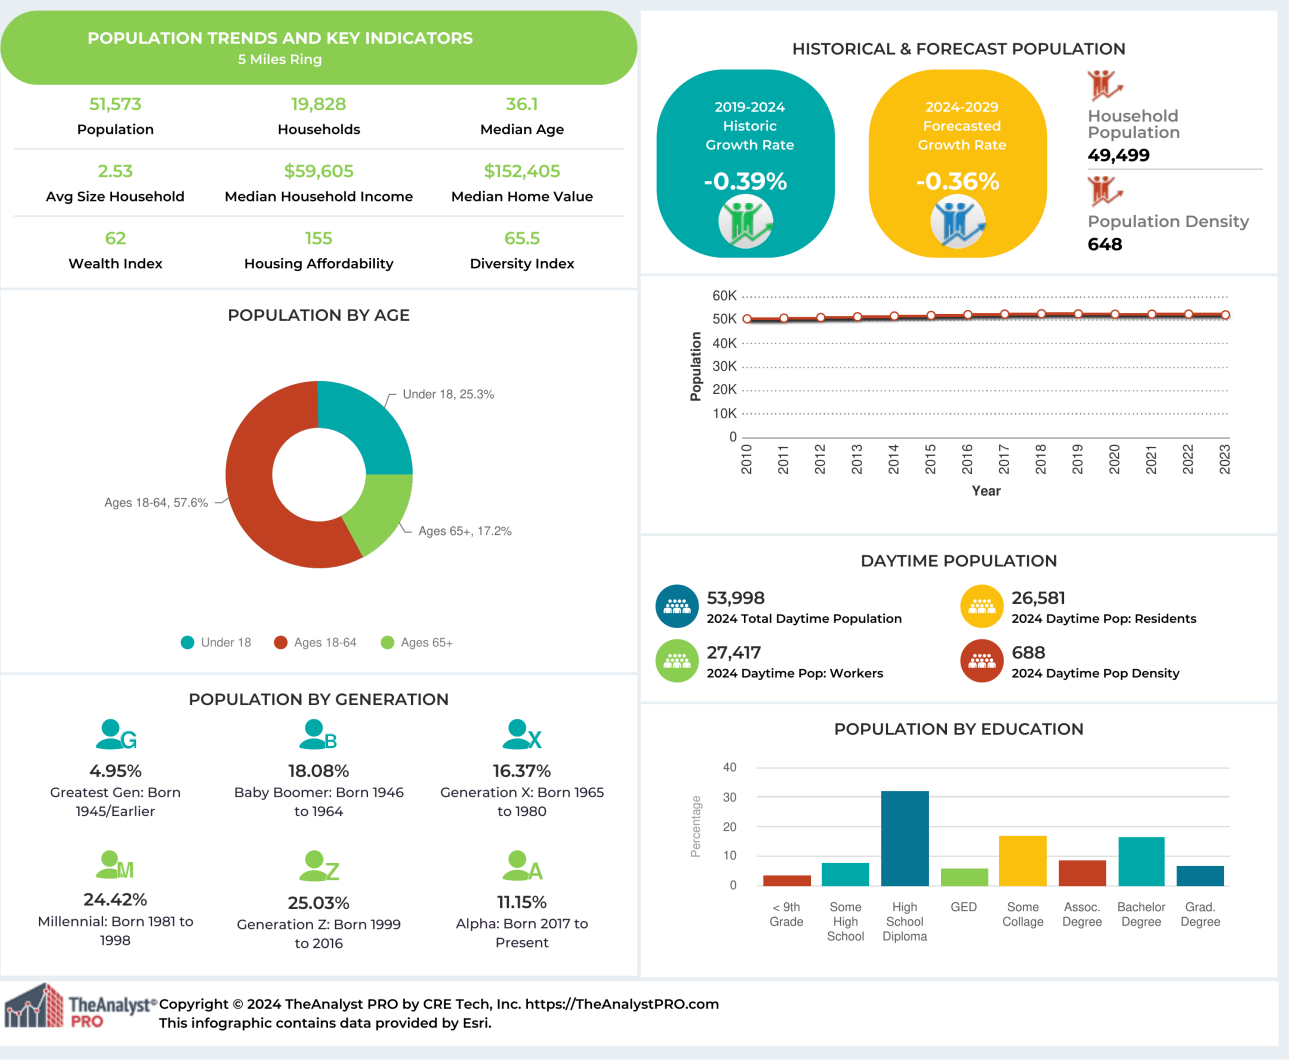 POPULATION TRENDS AND KEY INDICATORS
5 Miles Ring
51,573
Population
19,828
Households
36.1
Median Age
2.53
Avg Size Household
$59,605
Median Household Income
$152,405
Median Home Value
62
Wealth Index
155
Housing Affordability
65.5
Diversity Index
POPULATION BY AGE
Under 18, 25.3%
Ages 18-64, 57.6%
Ages 65+, 17.2%
Under 18
Ages 18-64
Ages 65+
POPULATION BY GENERATION
G
4.95%
Greatest Gen: Born
1945/Earlier
B
18.08%
Baby Boomer: Born 1946
to 1964
X
16.37%
Generation X: Born 1965
to 1980
M
24.42%
Millennial: Born 1981 to
1998
Z
25.03%
Generation Z: Born 1999
to 2016
A
11.15%
Alpha: Born 2017 to
Present
HISTORICAL & FORECAST POPULATION
2019-2024
Historic
Growth Rate
-0.39%
2024-2029
Forecasted
Growth Rate
-0.36%
Household
Population
49,499
Population Density
648
60K
50K
40K
30K
20K
10K
0
Population
2010
2011
2012
2013
2014
2015
2016
2017
2018
2019
2020
2021
2022
2023
Year
DAYTIME POPULATION
53,998
2024 Total Daytime Population
26,581
2024 Daytime Pop: Residents
27,417
2024 Daytime Pop: Workers
688
2024 Daytime Pop Density
POPULATION BY EDUCATION
40
30
20
10
0
Percentage
< 9th
Grade
Some
High
School
High
School
Diploma
GED
Some
Collage
Assoc.
Degree
Bachelor
Degree
Grad.
Degree
TheAnalyst©
PRO
Copyright © 2024 TheAnalyst PRO by CRE Tech, Inc. https://TheAnalystPRO.com
This infographic contains data provided by Esri.